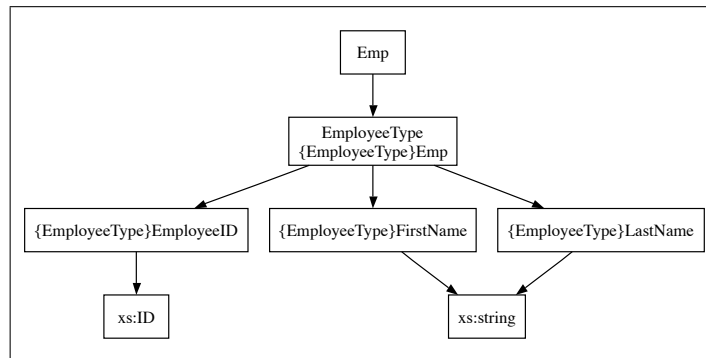 Emp
EmployeeType
{EmployeeType}Emp
{EmployeeType}EmployeeID
{EmployeeType}FirstName
{EmployeeType}LastName
xs:ID
xs:string